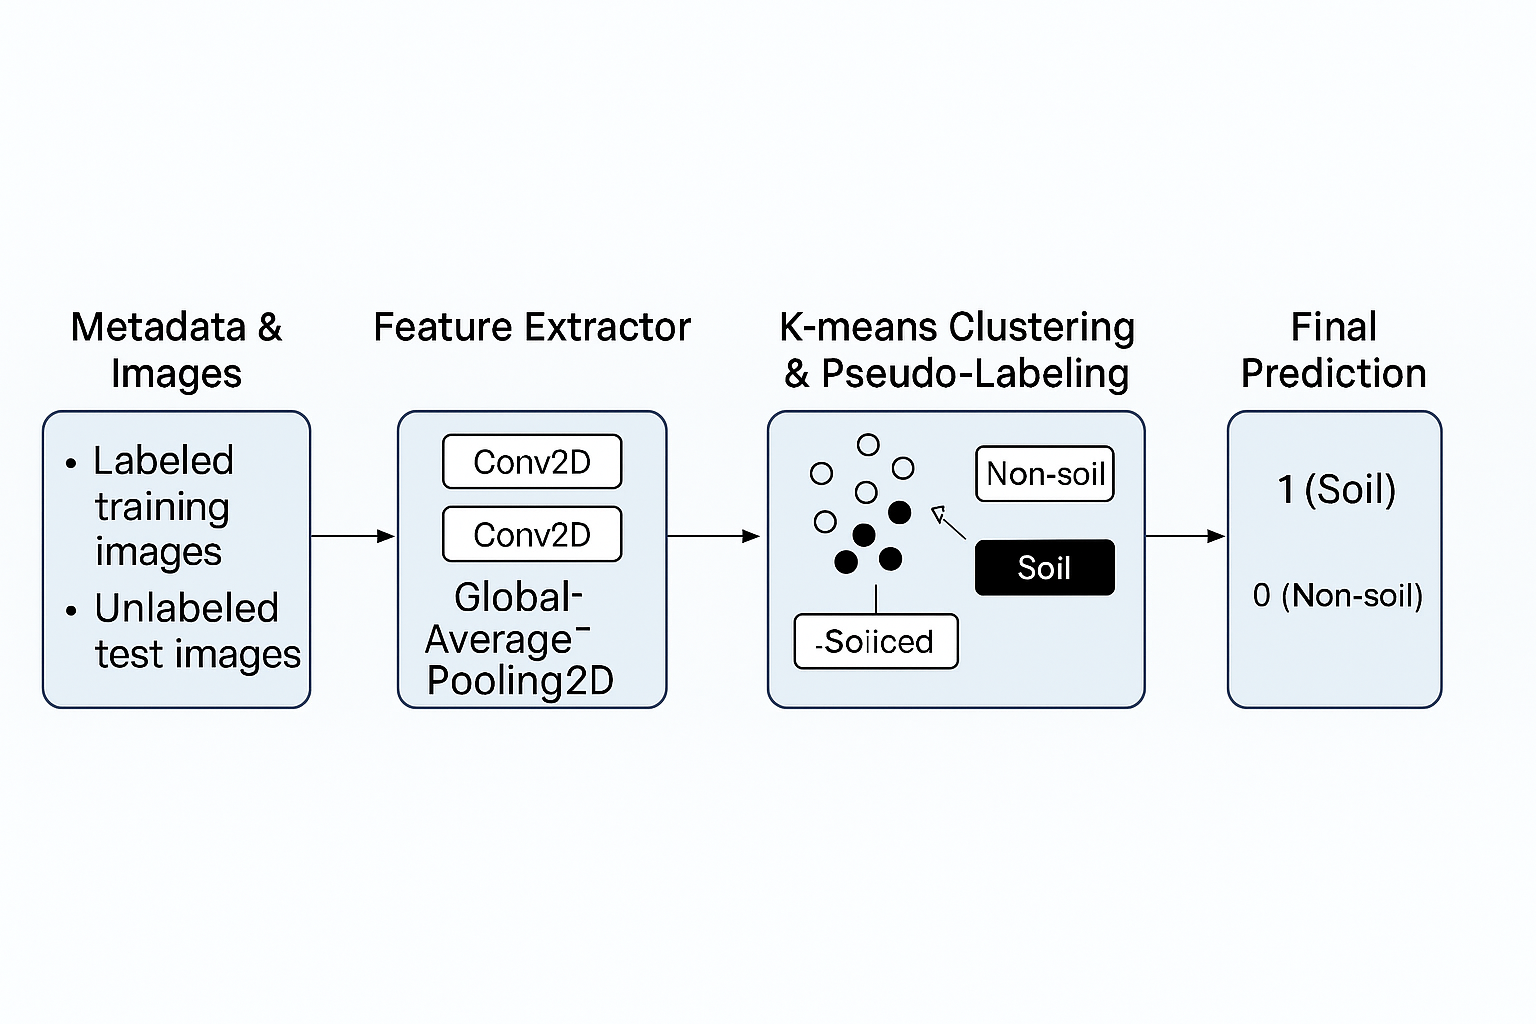 Metadata &
Images
• Labeled
training
images
• Unlabeled
test images
Feature Extractor
Conv2D
Conv2D
Global-
Average-
Pooling2D
K-means Clustering
& Pseudo-Labeling
Non-soil
Soil
-Soiiced
Final
Prediction
1 (Soil)
0 (Non-soil)